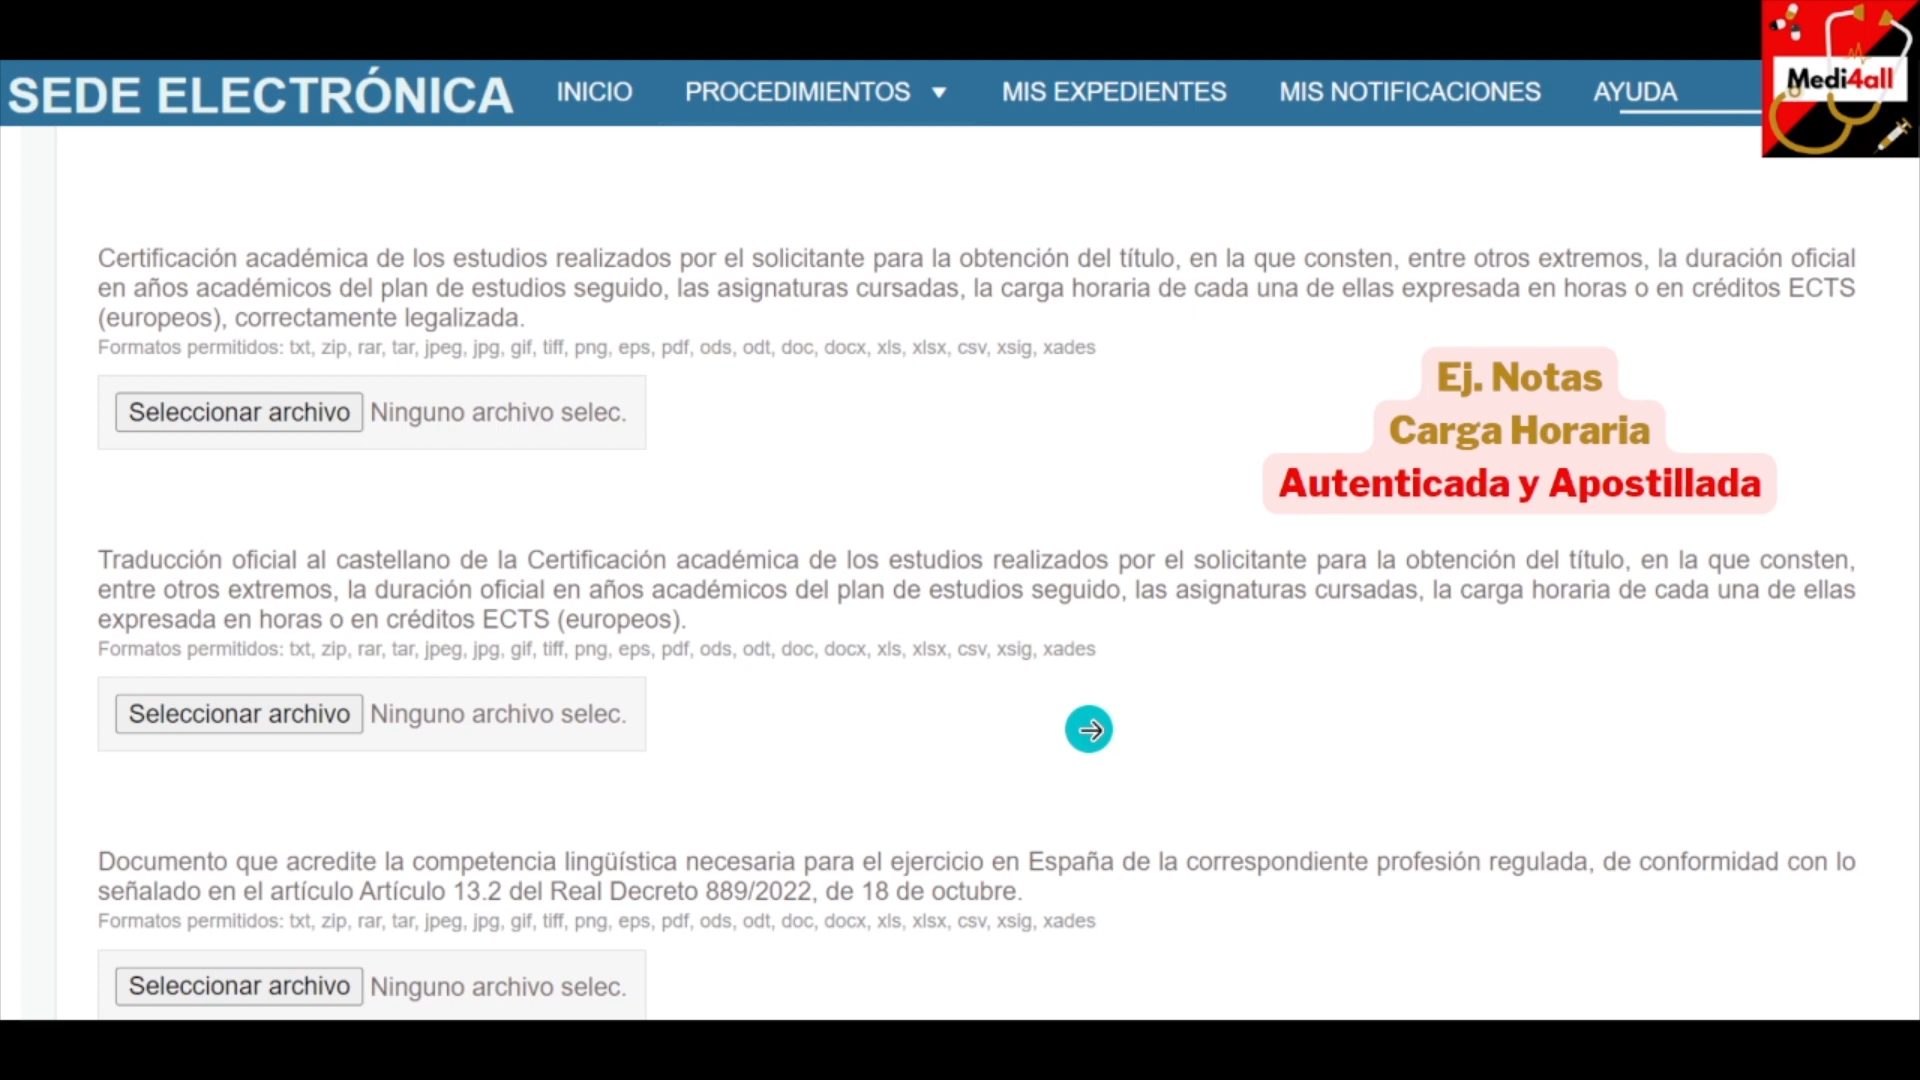 SEDE ELECTRÓNICA INICIO PROCEDIMIENTOS ▼ MIS EXPEDIENTES MIS NOTIFICACIONES AYUDA
Medi4all
Certificación académica de los estudios realizados por el solicitante para la obtención del título, en la que consten, entre otros extremos, la duración oficial
en años académicos del plan de estudios seguido, las asignaturas cursadas, la carga horaria de cada una de ellas expresada en horas o en créditos ECTS
(europeos), correctamente legalizada.
Formatos permitidos: txt, zip, rar, tar, jpeg, jpg, gif, tiff, png, eps, pdf, ods, odt, doc, docx, xls, xlsx, csv, xsig, xades
Seleccionar archivo Ninguno archivo selec.
Ej. Notas
Carga Horaria
Autenticada y Apostillada
Traducción oficial al castellano de la Certificación académica de los estudios realizados por el solicitante para la obtención del título, en la que consten,
entre otros extremos, la duración oficial en años académicos del plan de estudios seguido, las asignaturas cursadas, la carga horaria de cada una de ellas
expresada en horas o en créditos ECTS (europeos).
Formatos permitidos: txt, zip, rar, tar, jpeg, jpg, gif, tiff, png, eps, pdf, ods, odt, doc, docx, xls, xlsx, csv, xsig, xades
Seleccionar archivo Ninguno archivo selec.
Documento que acredite la competencia lingüística necesaria para el ejercicio en España de la correspondiente profesión regulada, de conformidad con lo
señalado en el artículo Artículo 13.2 del Real Decreto 889/2022, de 18 de octubre.
Formatos permitidos: txt, zip, rar, tar, jpeg, jpg, gif, tiff, png, eps, pdf, ods, odt, doc, docx, xls, xlsx, csv, xsig, xades
Seleccionar archivo Ninguno archivo selec.